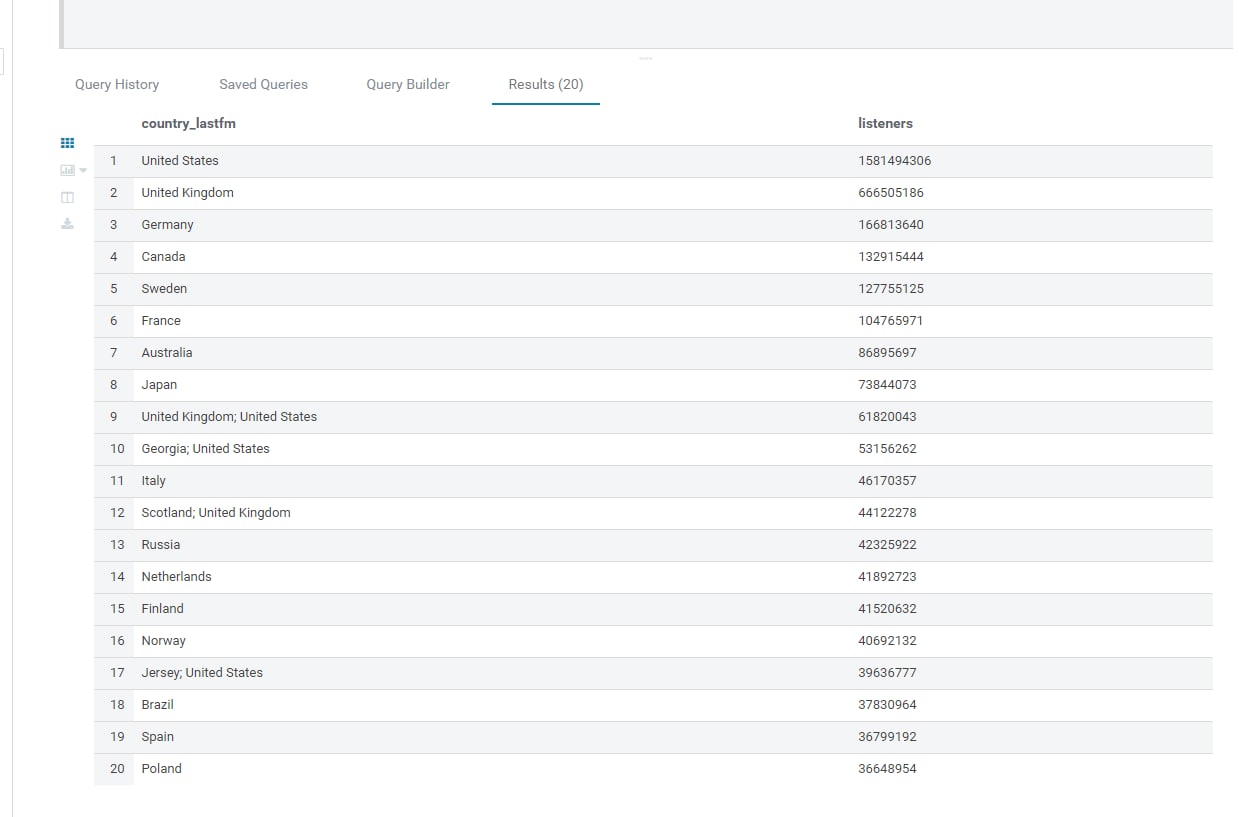 Query History Saved Queries Query Builder Results (20)
country_lastfm listeners
1 United States 1581494306
2 United Kingdom 666505186
3 Germany 166813640
4 Canada 132915444
5 Sweden 127755125
6 France 104765971
7 Australia 86895697
8 Japan 73844073
9 United Kingdom; United States 61820043
10 Georgia; United States 53156262
11 Italy 46170357
12 Scotland; United Kingdom 44122278
13 Russia 42325922
14 Netherlands 41892723
15 Finland 41520632
16 Norway 40692132
17 Jersey; United States 39636777
18 Brazil 37830964
19 Spain 36799192
20 Poland 36648954